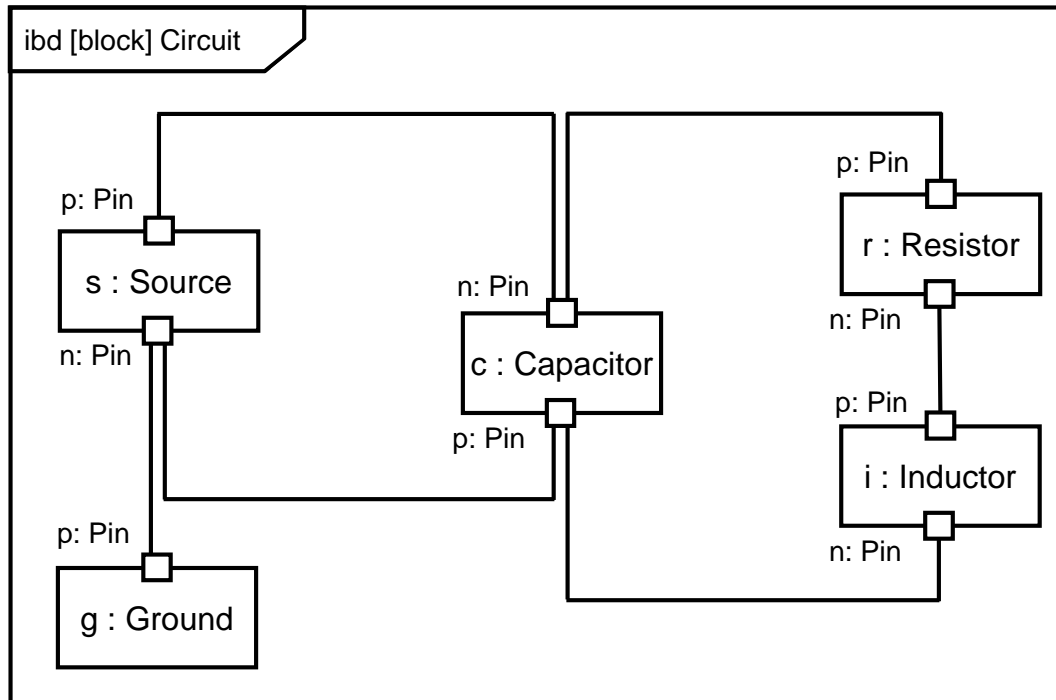 ibd [block] Circuit
p: Pin
s : Source
n: Pin
p: Pin
g : Ground
n: Pin
c : Capacitor
p: Pin
p: Pin
r : Resistor
n: Pin
p: Pin
i : Inductor
n: Pin